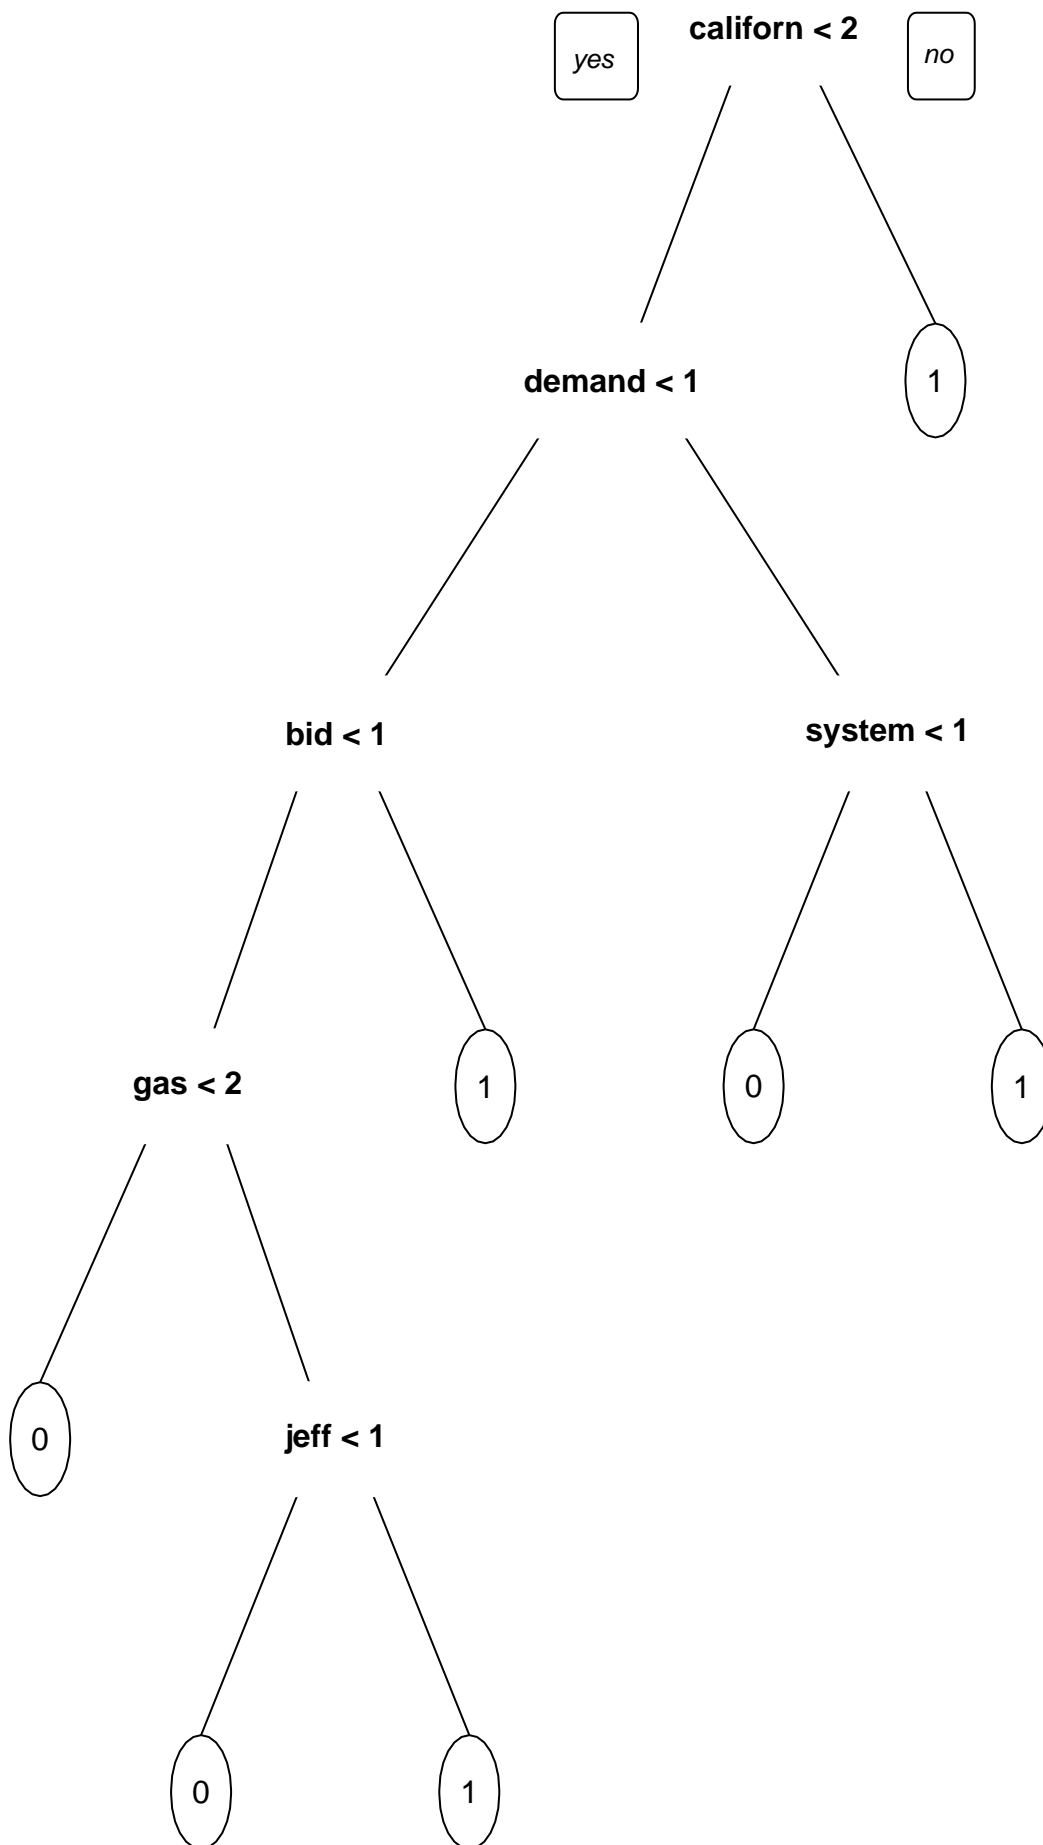 yes
californ < 2
no
demand < 1
1
bid < 1
system < 1
gas < 2
1
0
1
0
jeff < 1
0
1